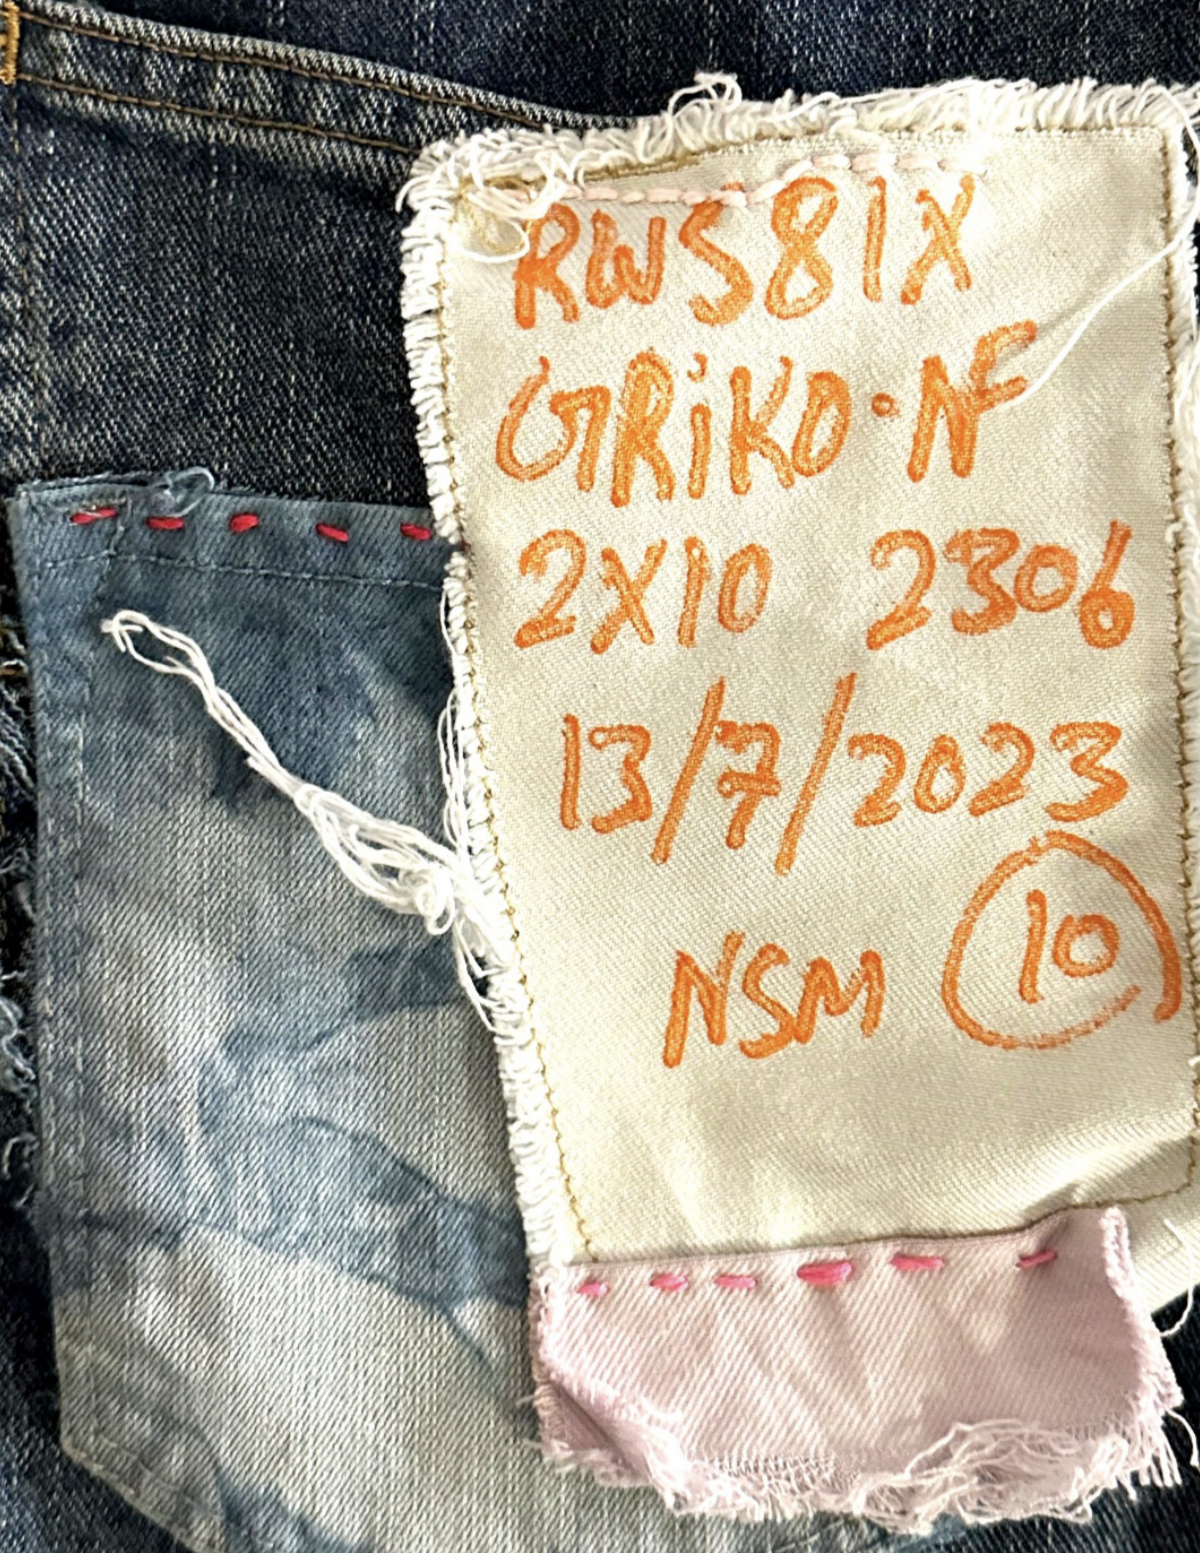 RWS81X
GRiKO·NF
2X10 2306
13/7/2023
10
NSM